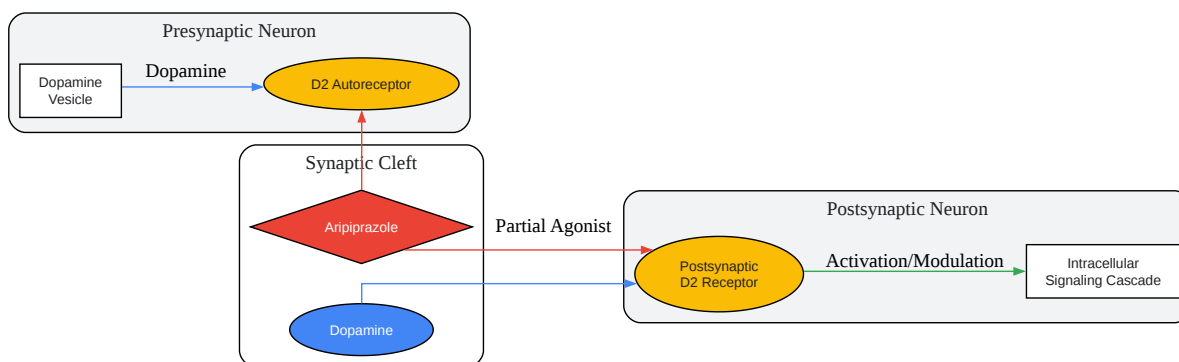 Presynaptic Neuron
Dopamine
Vesicle
Dopamine
D2 Autoreceptor
Synaptic Cleft
Aripiprazole
Partial Agonist
Dopamine
Postsynaptic Neuron
Postsynaptic
D2 Receptor
Activation/Modulation
Intracellular
Signaling Cascade